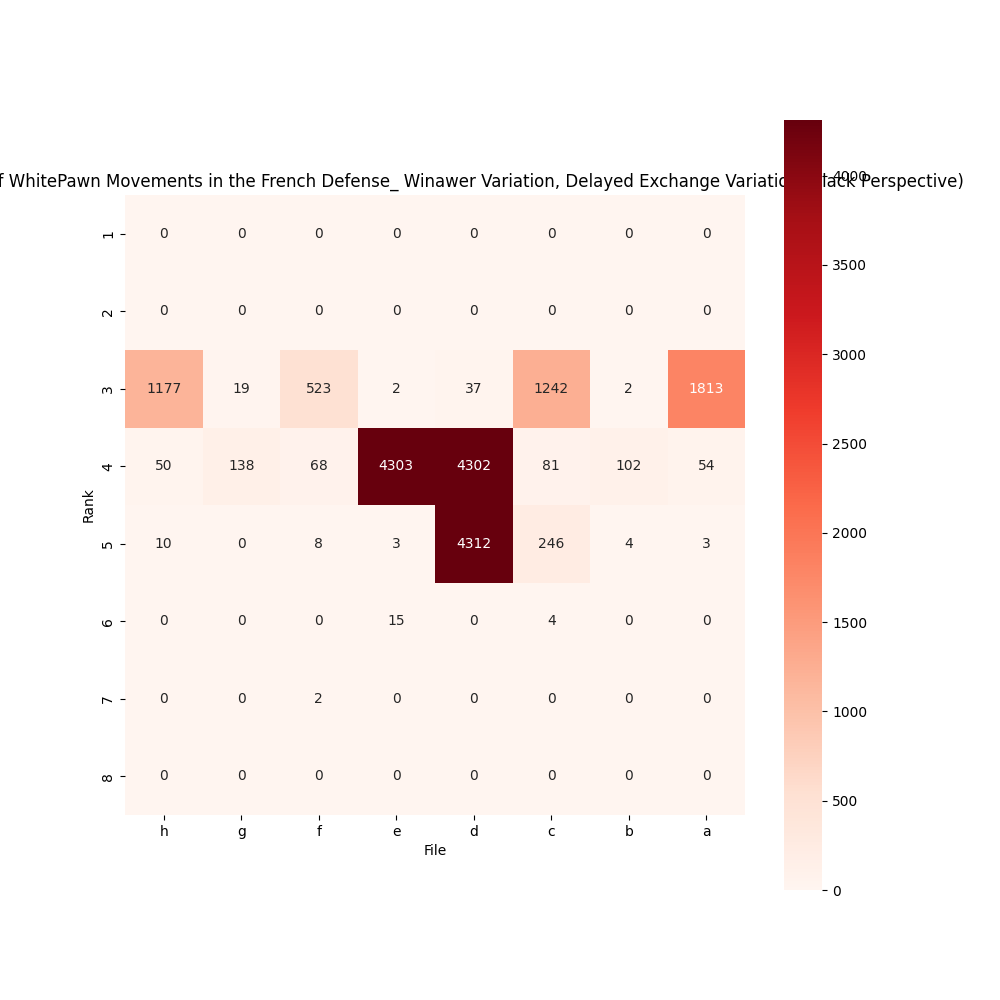 f WhitePawn Movements in the French Defense_ Winawer Variation, Delayed Exchange Variatio Black Perspective)
4000
1 0 0 0 0 0 0 0 0
3500
2 0 0 0 0 0 0 0 0
3 1177 19 523 2 37 1242 2 1813
3000
2500
4 50 138 68 4303 4302 81 102 54
Rank
2000
5 10 0 8 3 4312 246 4 3
1500
6 0 0 0 15 0 4 0 0
7 0 0 2 0 0 0 0 0
1000
8 0 0 0 0 0 0 0 0
500
h g f e d c b a
File
0